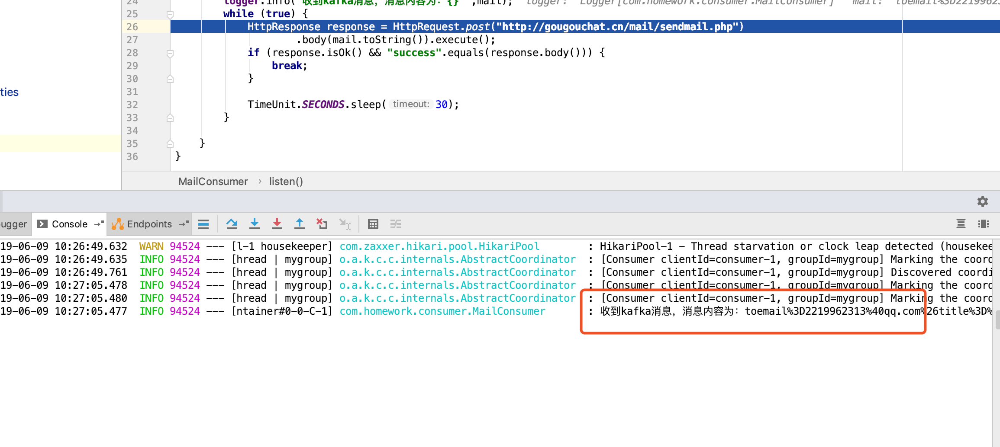 24 logger.info("收到kafka消息，消息内容为：{}" ,mail); logger: "Logger[com.homework.consumer.MailConsumer]" mail: "toemail%3D22199623
25 while (true) {
26 HttpResponse response = HttpRequest.post("http://gougouchat.cn/mail/sendmail.php")
27 .body(mail.toString()).execute();
28 if (response.isOk() && "success".equals(response.body())) {
29 break;
30 }
31
ties
32 TimeUnit.SECONDS.sleep( timeout: 30);
33 }
34
35 }
36 }
MailConsumer › listen()
ugger Console Endpoints
19-06-09 10:26:49.632 WARN 94524 --- [l-1 housekeeper] com.zaxxer.hikari.pool.HikariPool : HikariPool-1 - Thread starvation or clock leap detected (housekee
19-06-09 10:26:49.635 INFO 94524 --- [hread | mygroup] o.a.k.c.c.internals.AbstractCoordinator : [Consumer clientId=consumer-1, groupId=mygroup] Marking the coord
19-06-09 10:26:49.761 INFO 94524 --- [hread | mygroup] o.a.k.c.c.internals.AbstractCoordinator : [Consumer clientId=consumer-1, groupId=mygroup] Discovered coordi
19-06-09 10:27:05.478 INFO 94524 --- [hread | mygroup] o.a.k.c.c.internals.AbstractCoordinator : [Consumer clientId=consumer-1, groupId=mygroup] Marking the coord
19-06-09 10:27:05.480 INFO 94524 --- [hread | mygroup] o.a.k.c.c.internals.AbstractCoordinator : [Consumer clientId=consumer-1, groupId=mygroup] Marking the coord
19-06-09 10:27:05.477 INFO 94524 --- [ntainer#0-0-C-1] com.homework.consumer.MailConsumer : 收到kafka消息，消息内容为：toemail%3D2219962313%40qq.com%26title%3D%